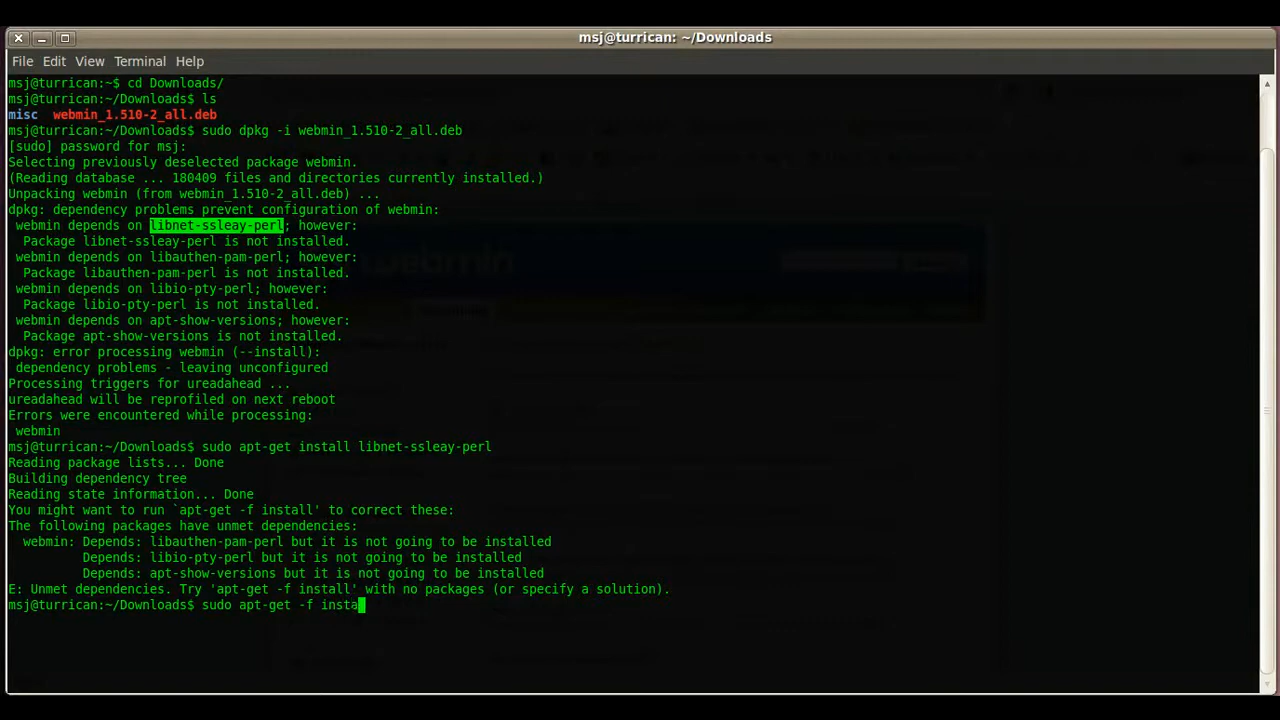 msj@turrican: ~/Downloads
File Edit View Terminal Help
msj@turrican:~$ cd Downloads/
msj@turrican:~/Downloads$ ls
misc  webmin_1.510-2_all.deb
msj@turrican:~/Downloads$ sudo dpkg -i webmin_1.510-2_all.deb
[sudo] password for msj:
Selecting previously deselected package webmin.
(Reading database ... 180409 files and directories currently installed.)
Unpacking webmin (from webmin_1.510-2_all.deb) ...
dpkg: dependency problems prevent configuration of webmin:
 webmin depends on libnet-ssleay-perl; however:
  Package libnet-ssleay-perl is not installed.
 webmin depends on libauthen-pam-perl; however:
  Package libauthen-pam-perl is not installed.
 webmin depends on libio-pty-perl; however:
  Package libio-pty-perl is not installed.
 webmin depends on apt-show-versions; however:
  Package apt-show-versions is not installed.
dpkg: error processing webmin (--install):
 dependency problems - leaving unconfigured
Processing triggers for ureadahead ...
ureadahead will be reprofiled on next reboot
Errors were encountered while processing:
 webmin
msj@turrican:~/Downloads$ sudo apt-get install libnet-ssleay-perl
Reading package lists... Done
Building dependency tree
Reading state information... Done
You might want to run `apt-get -f install' to correct these:
The following packages have unmet dependencies:
  webmin: Depends: libauthen-pam-perl but it is not going to be installed
          Depends: libio-pty-perl but it is not going to be installed
          Depends: apt-show-versions but it is not going to be installed
E: Unmet dependencies. Try 'apt-get -f install' with no packages (or specify a solution).
msj@turrican:~/Downloads$ sudo apt-get -f insta
webmin